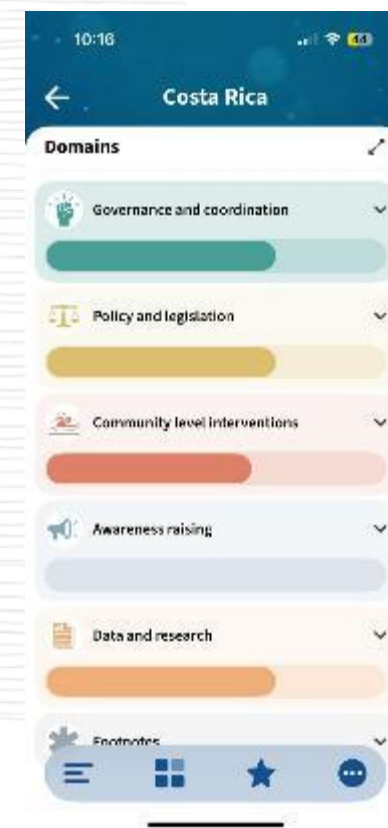 10:16
44
Costa Rica
Domains
Governance and coordination
Policy and legislation
Community level interventions
Awareness raising
Data and research
Footnotes